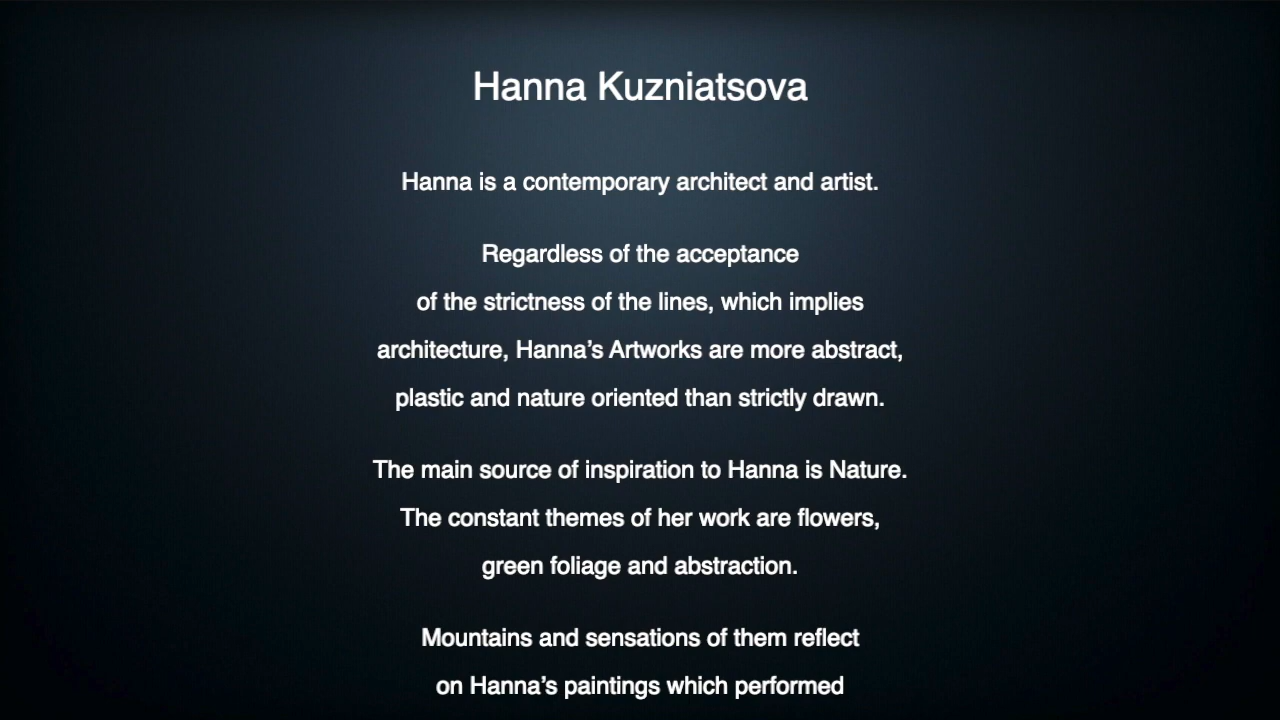 Hanna Kuzniatsova
Hanna is a contemporary architect and artist.
Regardless of the acceptance
of the strictness of the lines, which implies
architecture, Hanna’s Artworks are more abstract,
plastic and nature oriented than strictly drawn.
The main source of inspiration to Hanna is Nature.
The constant themes of her work are flowers,
green foliage and abstraction.
Mountains and sensations of them reflect
on Hanna’s paintings which performed